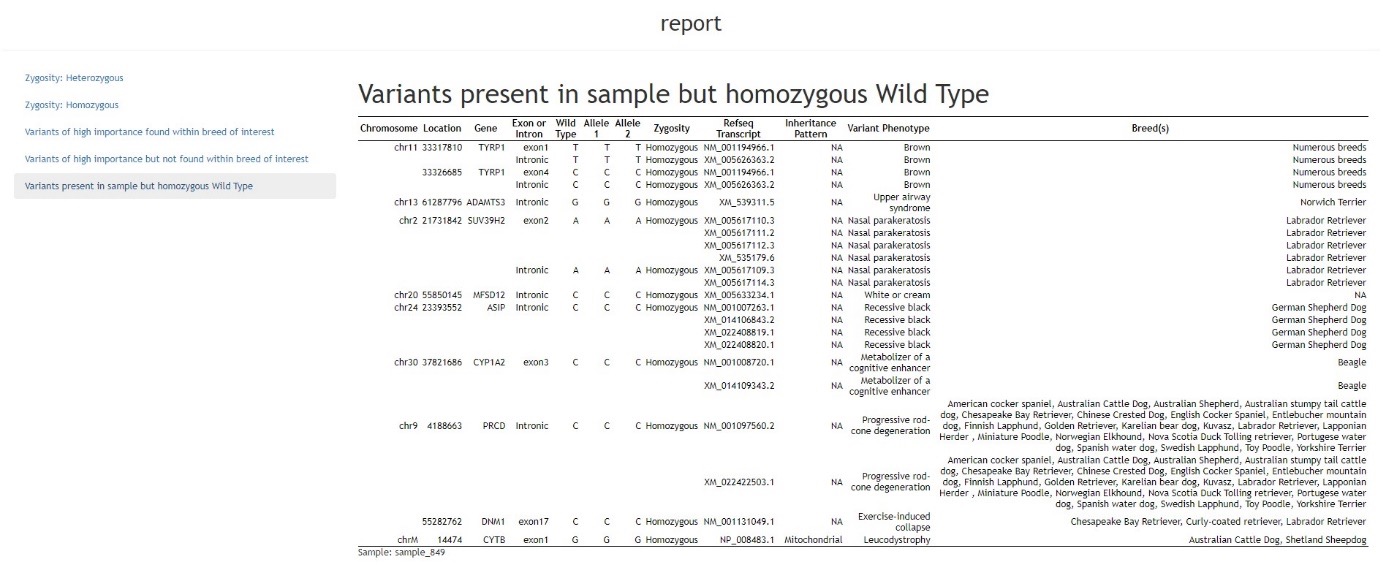 report
Zygosity: Heterozygous
Zygosity: Homozygous
Variants of high importance found within breed of interest
Variants of high importance but not found within breed of interest
Variants present in sample but homozygous Wild Type
Variants present in sample but homozygous Wild Type
Chromosome Location Gene Exon or Intron Wild Type Allele 1 Allele 2 Zygosity Refseq Transcript Inheritance Pattern Variant Phenotype Breed(s)
chr11 33317810 TYRP1 exon1 T T T Homozygous NM_001194966.1 NA Brown Numerous breeds
Intronic T T T Homozygous XM_005626363.2 NA Brown Numerous breeds
33326685 TYRP1 exon4 C C C Homozygous NM_001194966.1 NA Brown Numerous breeds
Intronic C C C Homozygous XM_005626363.2 NA Brown Numerous breeds
chr13 61287796 ADAMTS3 Intronic G G G Homozygous XM_539311.5 NA Upper airway syndrome Norwich Terrier
chr2 21731842 SUV39H2 exon2 A A A Homozygous XM_005617110.3 NA Nasal parakeratosis Labrador Retriever
XM_005617111.2 NA Nasal parakeratosis Labrador Retriever
XM_005617112.3 NA Nasal parakeratosis Labrador Retriever
XM_535179.6 NA Nasal parakeratosis Labrador Retriever
Intronic A A A Homozygous XM_005617109.3 NA Nasal parakeratosis Labrador Retriever
XM_005617114.3 NA Nasal parakeratosis Labrador Retriever
chr20 55850145 MFSD12 Intronic C C C Homozygous XM_005633234.1 NA White or cream NA
chr24 23393552 ASIP Intronic C C C Homozygous NM_001007263.1 NA Recessive black German Shepherd Dog
XM_014106843.2 NA Recessive black German Shepherd Dog
XM_022408819.1 NA Recessive black German Shepherd Dog
XM_022408820.1 NA Recessive black German Shepherd Dog
chr30 37821686 CYP1A2 exon3 C C C Homozygous NM_001008720.1 NA Metabolizer of a cognitive enhancer Beagle
XM_014109343.2 NA Metabolizer of a cognitive enhancer Beagle
chr9 4188663 PRCD Intronic C C C Homozygous NM_001097560.2 NA Progressive rod-cone degeneration
American cocker spaniel, Australian Cattle Dog, Australian Shepherd, Australian stumpy tail cattle
dog, Chesapeake Bay Retriever, Chinese Crested Dog, English Cocker Spaniel, Entlebucher mountain
dog, Finnish Lapphund, Golden Retriever, Karelian bear dog, Kuvasz, Labrador Retriever, Lapponian
Herder , Miniature Poodle, Norwegian Elkhound, Nova Scotia Duck Tolling retriever, Portugese water
dog, Spanish water dog, Swedish Lapphund, Toy Poodle, Yorkshire Terrier
XM_022422503.1 NA Progressive rod-cone degeneration
American cocker spaniel, Australian Cattle Dog, Australian Shepherd, Australian stumpy tail cattle
dog, Chesapeake Bay Retriever, Chinese Crested Dog, English Cocker Spaniel, Entlebucher mountain
dog, Finnish Lapphund, Golden Retriever, Karelian bear dog, Kuvasz, Labrador Retriever, Lapponian
Herder , Miniature Poodle, Norwegian Elkhound, Nova Scotia Duck Tolling retriever, Portugese water
dog, Spanish water dog, Swedish Lapphund, Toy Poodle, Yorkshire Terrier
55282762 DNM1 exon17 C C C Homozygous NM_001131049.1 NA Exercise-induced collapse Chesapeake Bay Retriever, Curly-coated retriever, Labrador Retriever
chrM 14474 CYTB exon1 G G G Homozygous NP_008483.1 Mitochondrial Leucodystrophy Australian Cattle Dog, Shetland Sheepdog
Sample: sample_849